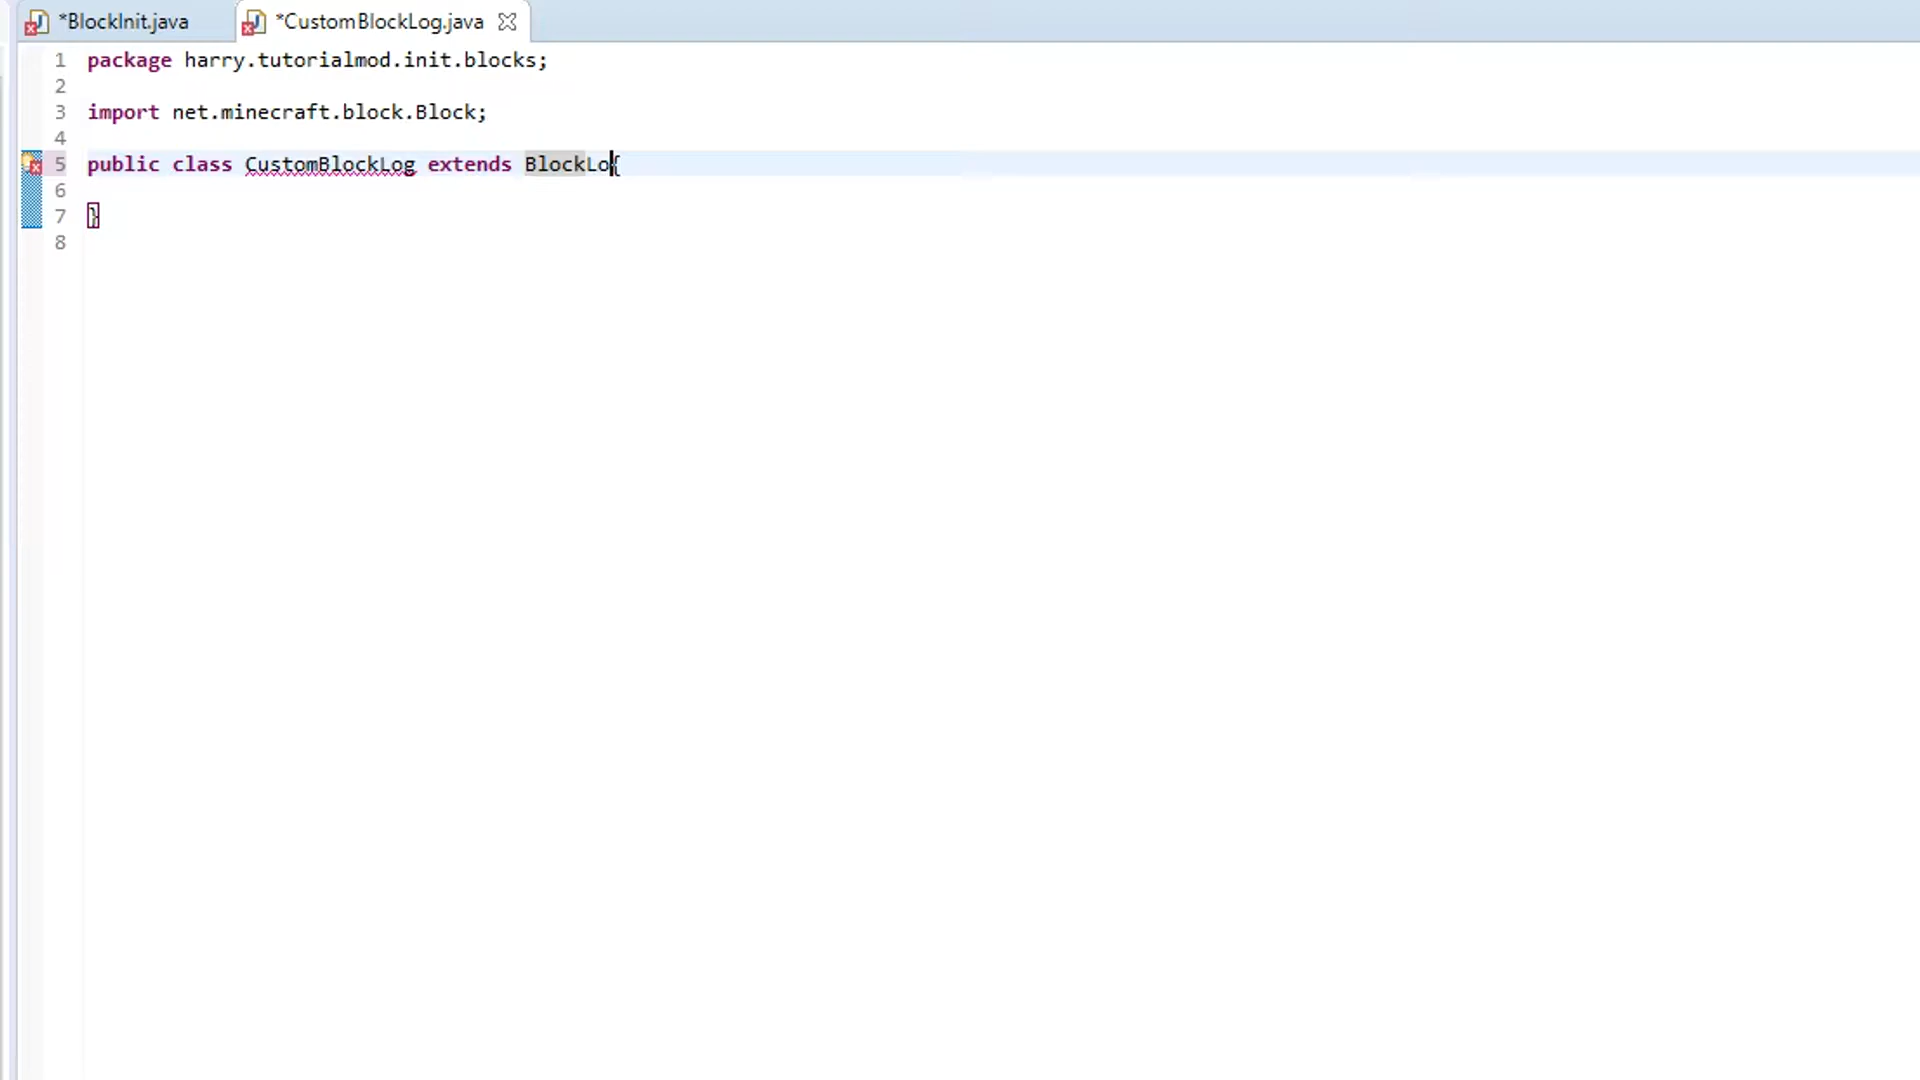 *BlockInit.java
*CustomBlockLog.java
1 package harry.tutorialmod.init.blocks;
2
3 import net.minecraft.block.Block;
4
5 public class CustomBlockLog extends BlockLo{
6
7 }
8